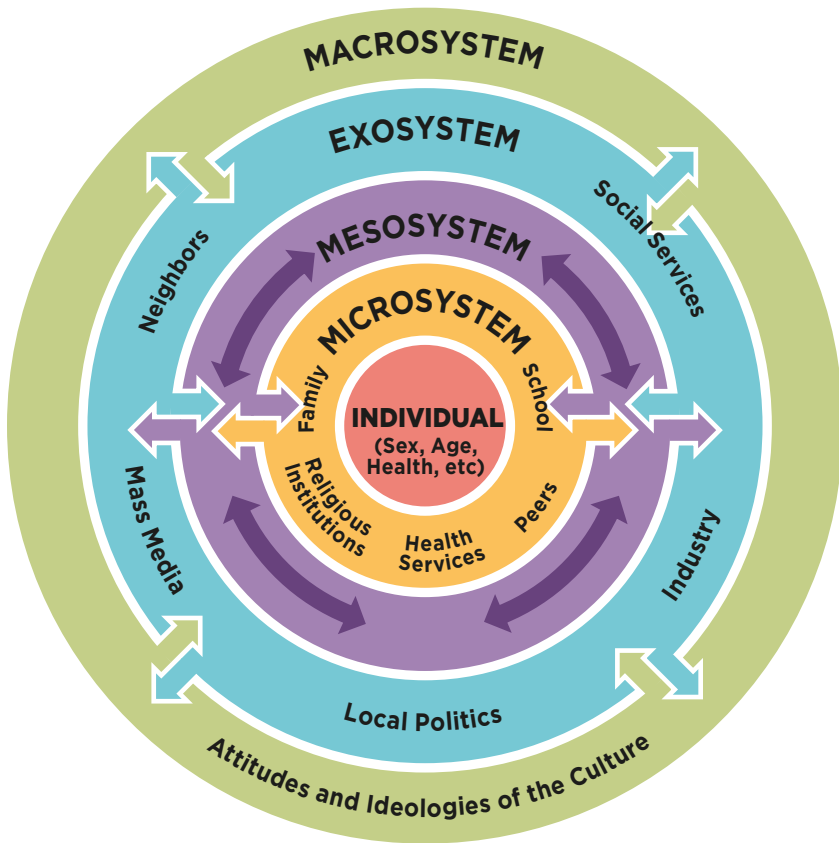 MACROSYSTEM
EXOSYSTEM
MESOSYSTEM
MICROSYSTEM
INDIVIDUAL
(Sex, Age,
Health, etc)
Family
School
Religious
Institutions
Health
Services
Peers
Neighbors
Social Services
Mass Media
Industry
Local Politics
Attitudes and Ideologies of the Culture